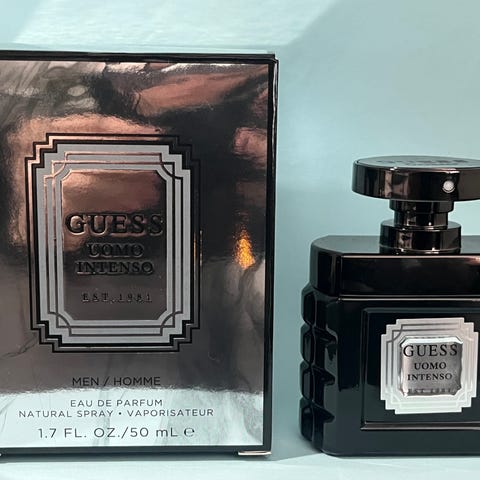 GUESS
UOMO
INTENSO
EST. 1981
MEN / HOMME
EAU DE PARFUM
NATURAL SPRAY • VAPORISATEUR
1.7 FL. OZ./50 mL ℮
GUESS
UOMO
INTENSO